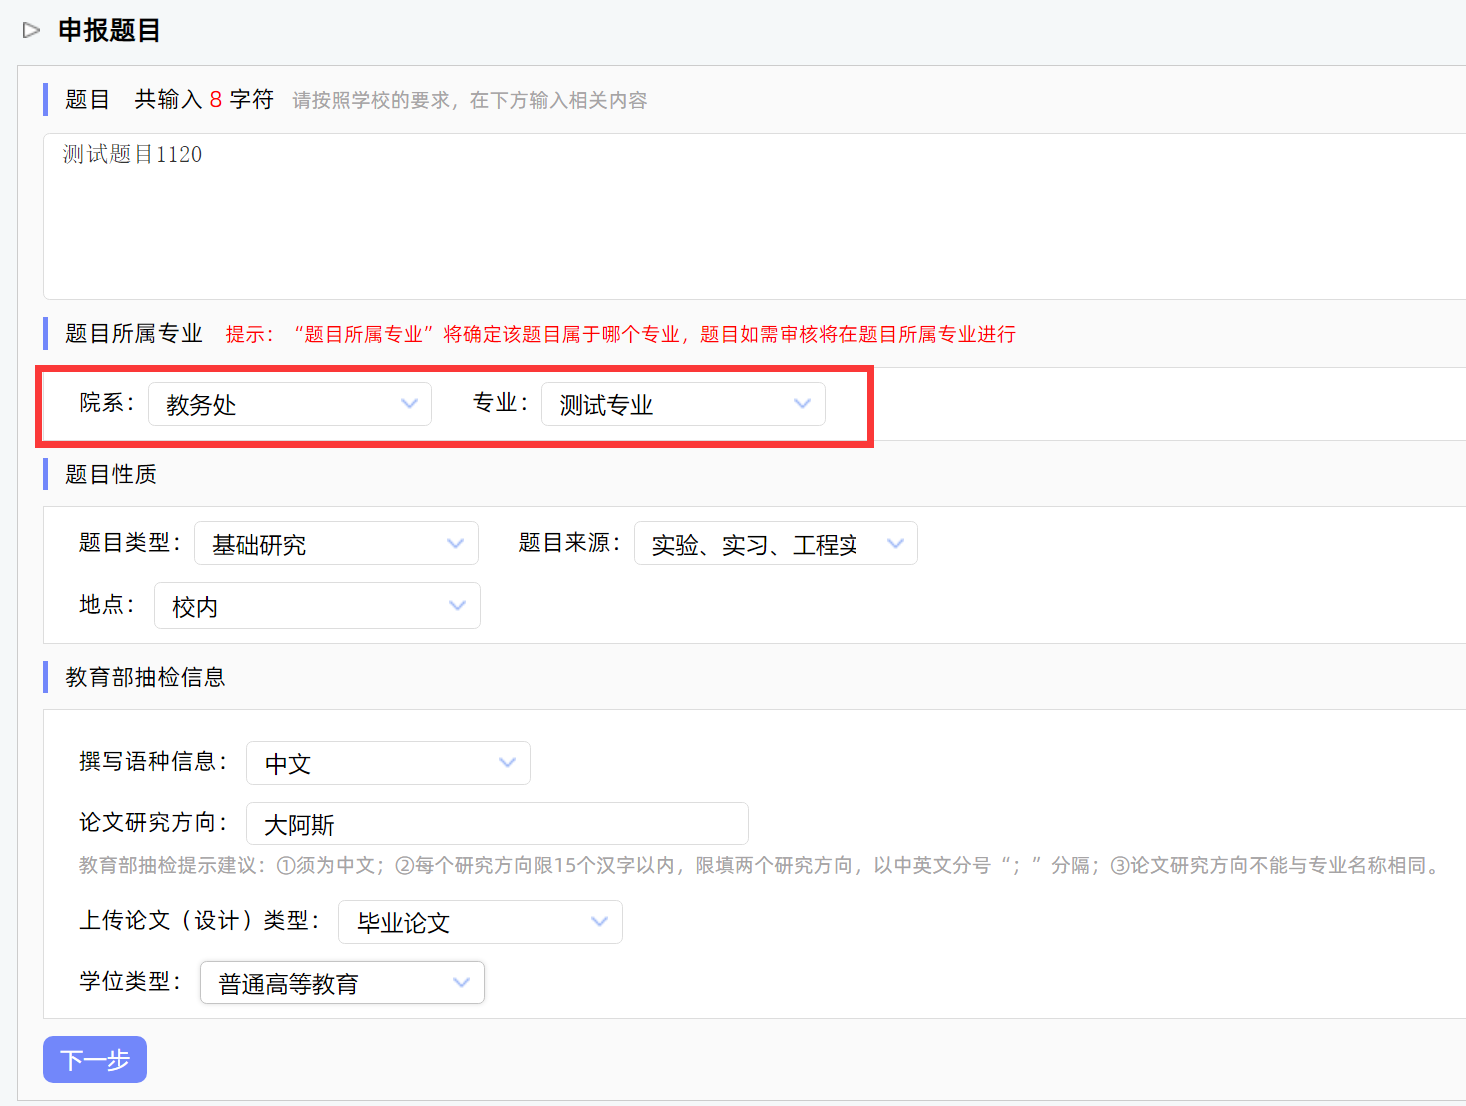 申报题目
题目 共输入 8 字符 请按照学校的要求，在下方输入相关内容
测试题目1120
题目所属专业 提示：“题目所属专业”将确定该题目属于哪个专业，题目如需审核将在题目所属专业进行
院系： 教务处 专业： 测试专业
题目性质
题目类型： 基础研究 题目来源： 实验、实习、工程实
地点： 校内
教育部抽检信息
撰写语种信息： 中文
论文研究方向： 大阿斯
教育部抽检提示建议：①须为中文；②每个研究方向限15个汉字以内，限填两个研究方向，以中英文分号“；”分隔；③论文研究方向不能与专业名称相同。
上传论文（设计）类型： 毕业论文
学位类型： 普通高等教育
下一步